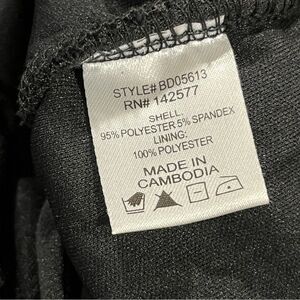 STYLE# BD05613
RN# 142577
SHELL
95% POLYESTER 5% SPANDEX
LINING:
100% POLYESTER
MADE IN
CAMBODIA